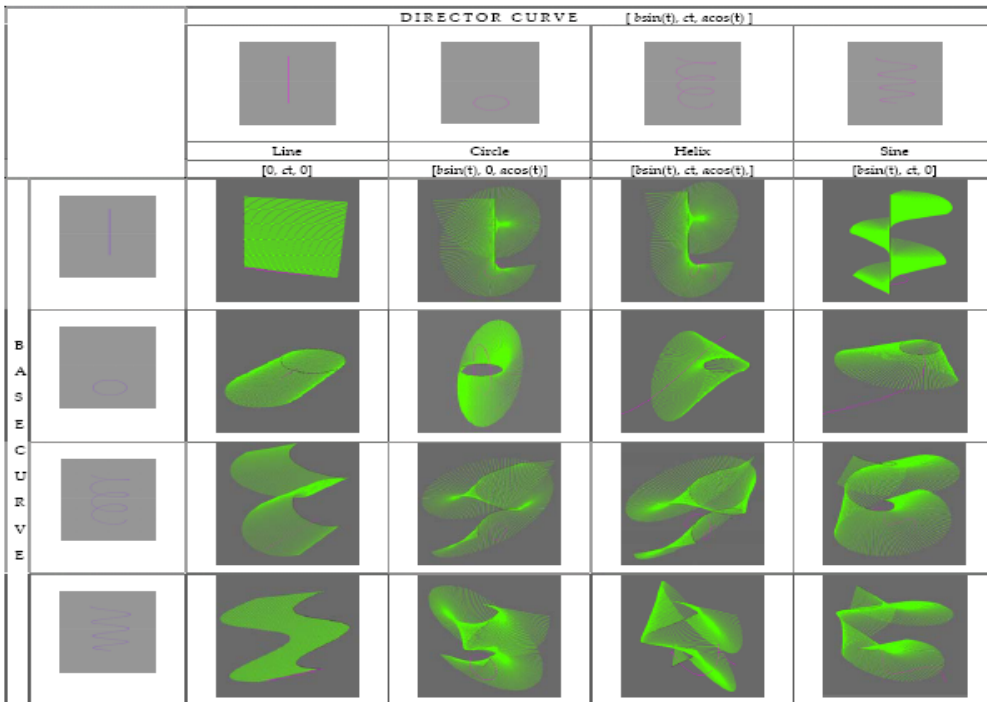 DIRECTOR CURVE [ bsin(t), ct, acos(t) ]
Line Circle Helix Sine
[0, ct, 0] [bsin(t), 0, acos(t)] [bsin(t), ct, acos(t),] [bsin(t), ct, 0]
B
A
S
E
C
U
R
V
E